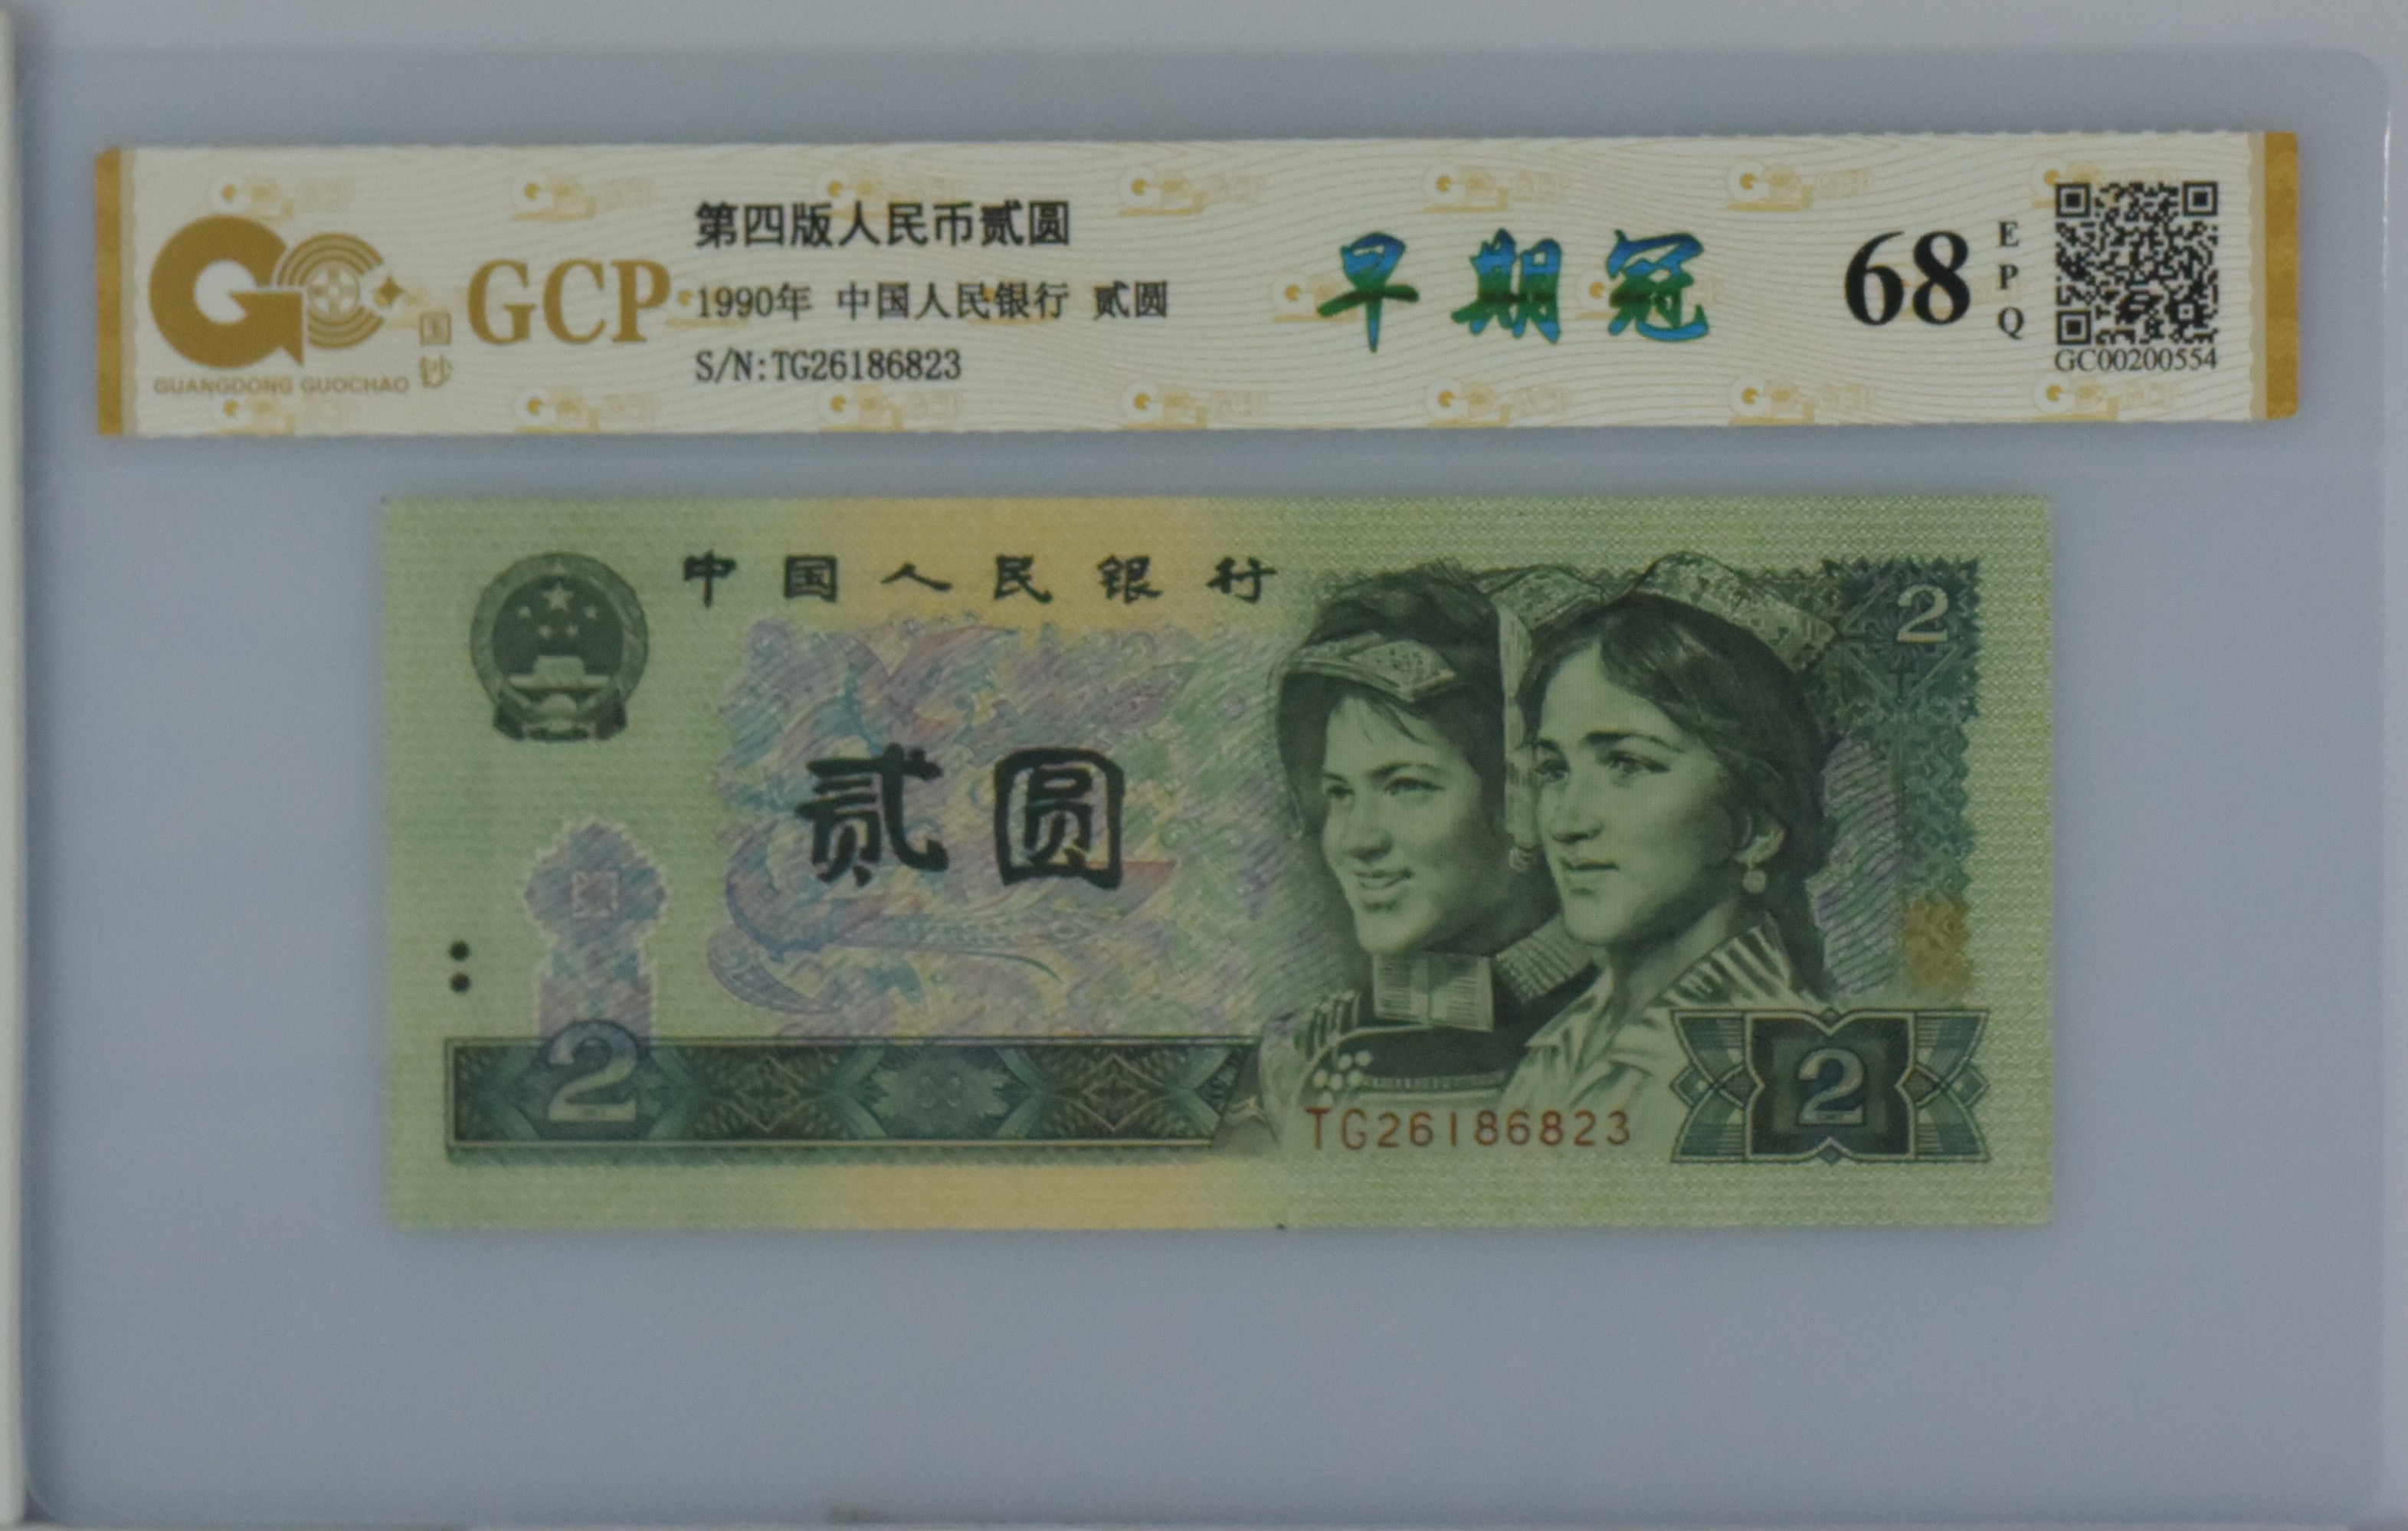 GCP
国钞
GUANGDONG GUOCHAO
第四版人民币贰圆
1990年 中国人民银行 贰圆
S/N:TG26186823
早期冠
68
EPQ
GC00200554
中国人民银行
2
贰圆
2
TG26186823
2